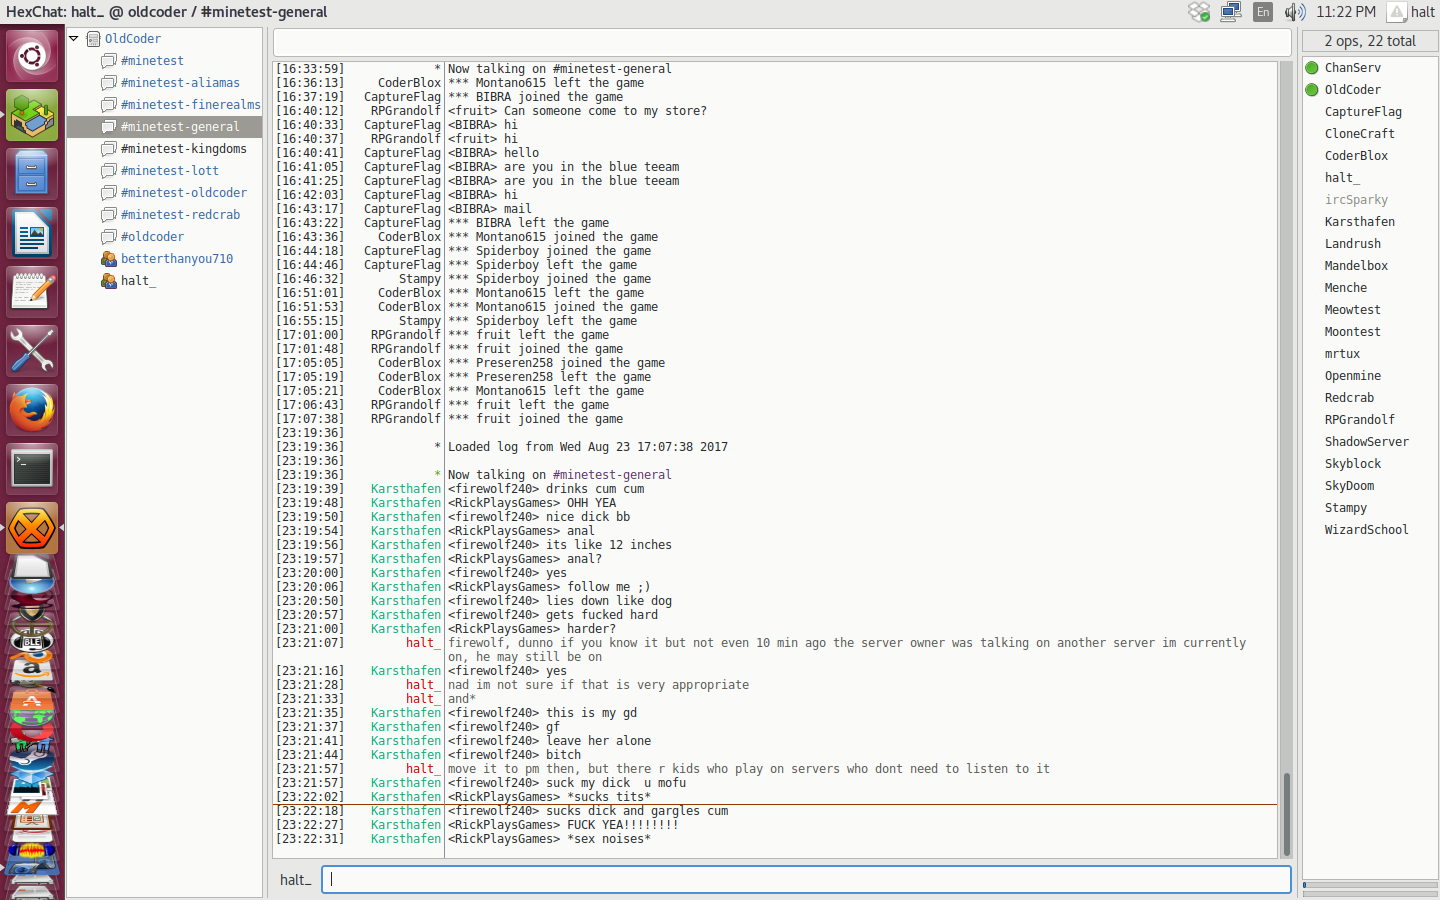 HexChat: halt_ @ oldcoder / #minetest-general
En
11:22 PM
halt
OldCoder
#minetest
#minetest-aliamas
#minetest-finerealms
#minetest-general
#minetest-kingdoms
#minetest-lott
#minetest-oldcoder
#minetest-redcrab
#oldcoder
betterthanyou710
halt_
[16:33:59] * Now talking on #minetest-general
[16:36:13] CoderBlox *** Montano615 left the game
[16:37:19] CaptureFlag *** BIBRA joined the game
[16:40:12] RPGrandolf <fruit> Can someone come to my store?
[16:40:33] CaptureFlag <BIBRA> hi
[16:40:37] RPGrandolf <fruit> hi
[16:40:41] CaptureFlag <BIBRA> hello
[16:41:05] CaptureFlag <BIBRA> are you in the blue teeam
[16:41:25] CaptureFlag <BIBRA> are you in the blue teeam
[16:42:03] CaptureFlag <BIBRA> hi
[16:43:17] CaptureFlag <BIBRA> mail
[16:43:22] CaptureFlag *** BIBRA left the game
[16:43:36] CoderBlox *** Montano615 joined the game
[16:44:18] CaptureFlag *** Spiderboy joined the game
[16:44:46] CaptureFlag *** Spiderboy left the game
[16:46:32] Stampy *** Spiderboy joined the game
[16:51:01] CoderBlox *** Montano615 left the game
[16:51:53] CoderBlox *** Montano615 joined the game
[16:55:15] Stampy *** Spiderboy left the game
[17:01:00] RPGrandolf *** fruit left the game
[17:01:48] RPGrandolf *** fruit joined the game
[17:05:05] CoderBlox *** Preseren258 joined the game
[17:05:19] CoderBlox *** Preseren258 left the game
[17:05:21] CoderBlox *** Montano615 left the game
[17:06:43] RPGrandolf *** fruit left the game
[17:07:38] RPGrandolf *** fruit joined the game
[23:19:36]
[23:19:36] * Loaded log from Wed Aug 23 17:07:38 2017
[23:19:36]
[23:19:36] * Now talking on #minetest-general
[23:19:39] Karsthafen <firewolf240> drinks cum cum
[23:19:48] Karsthafen <RickPlaysGames> OHH YEA
[23:19:50] Karsthafen <firewolf240> nice dick bb
[23:19:54] Karsthafen <RickPlaysGames> anal
[23:19:56] Karsthafen <firewolf240> its like 12 inches
[23:19:57] Karsthafen <RickPlaysGames> anal?
[23:20:00] Karsthafen <firewolf240> yes
[23:20:06] Karsthafen <RickPlaysGames> follow me ;)
[23:20:50] Karsthafen <firewolf240> lies down like dog
[23:20:57] Karsthafen <firewolf240> gets fucked hard
[23:21:00] Karsthafen <RickPlaysGames> harder?
[23:21:07] halt_ firewolf, dunno if you know it but not even 10 min ago the server owner was talking on another server im currently
on, he may still be on
[23:21:16] Karsthafen <firewolf240> yes
[23:21:28] halt_ nad im not sure if that is very appropriate
[23:21:33] halt_ and*
[23:21:35] Karsthafen <firewolf240> this is my gd
[23:21:37] Karsthafen <firewolf240> gf
[23:21:41] Karsthafen <firewolf240> leave her alone
[23:21:44] Karsthafen <firewolf240> bitch
[23:21:57] halt_ move it to pm then, but there r kids who play on servers who dont need to listen to it
[23:21:57] Karsthafen <firewolf240> suck my dick  u mofu
[23:22:02] Karsthafen <RickPlaysGames> *sucks tits*
[23:22:18] Karsthafen <firewolf240> sucks dick and gargles cum
[23:22:27] Karsthafen <RickPlaysGames> FUCK YEA!!!!!!!!
[23:22:31] Karsthafen <RickPlaysGames> *sex noises*
halt_
2 ops, 22 total
ChanServ
OldCoder
CaptureFlag
CloneCraft
CoderBlox
halt_
ircSparky
Karsthafen
Landrush
Mandelbox
Menche
Meowtest
Moontest
mrtux
Openmine
Redcrab
RPGrandolf
ShadowServer
Skyblock
SkyDoom
Stampy
WizardSchool